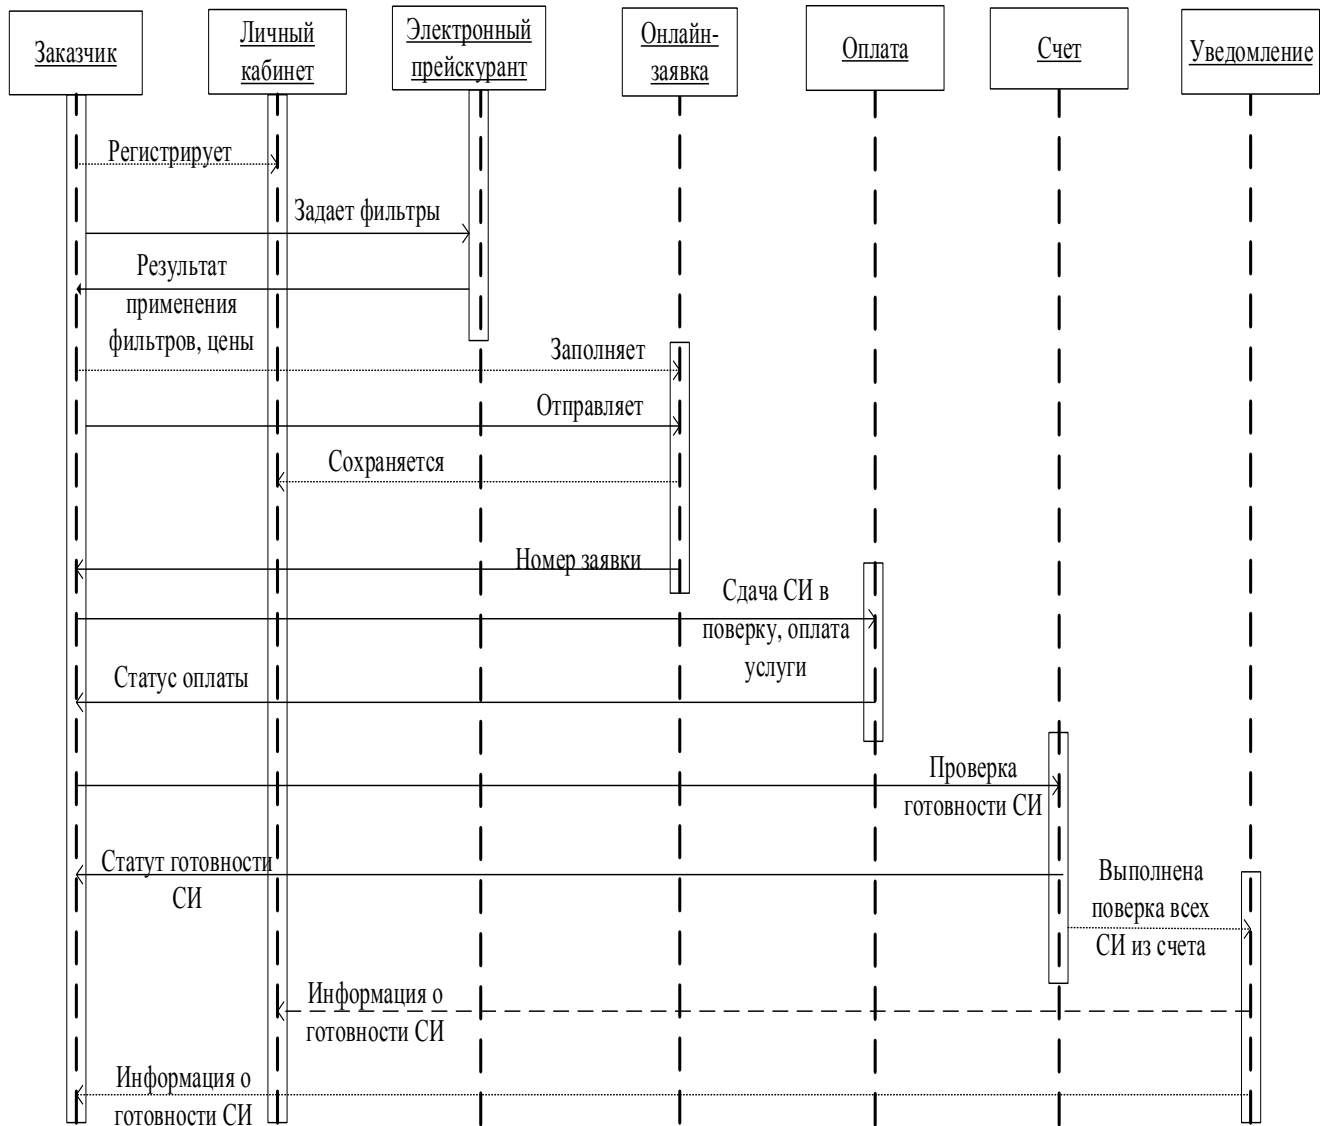 Заказчик
Личный
кабинет
Электронный
прейскурант
Онлайн-
заявка
Оплата
Счет
Уведомление
Регистрирует
Задает фильтры
Результат
применения
фильтров, цены
Заполняет
Отправляет
Сохраняется
Номер заявки
Сдача СИ в
поверку, оплата
услуги
Статус оплаты
Проверка
готовности СИ
Статут готовности
СИ
Выполнена
поверка всех
СИ из счета
Информация о
готовности СИ
Информация о
готовности СИ